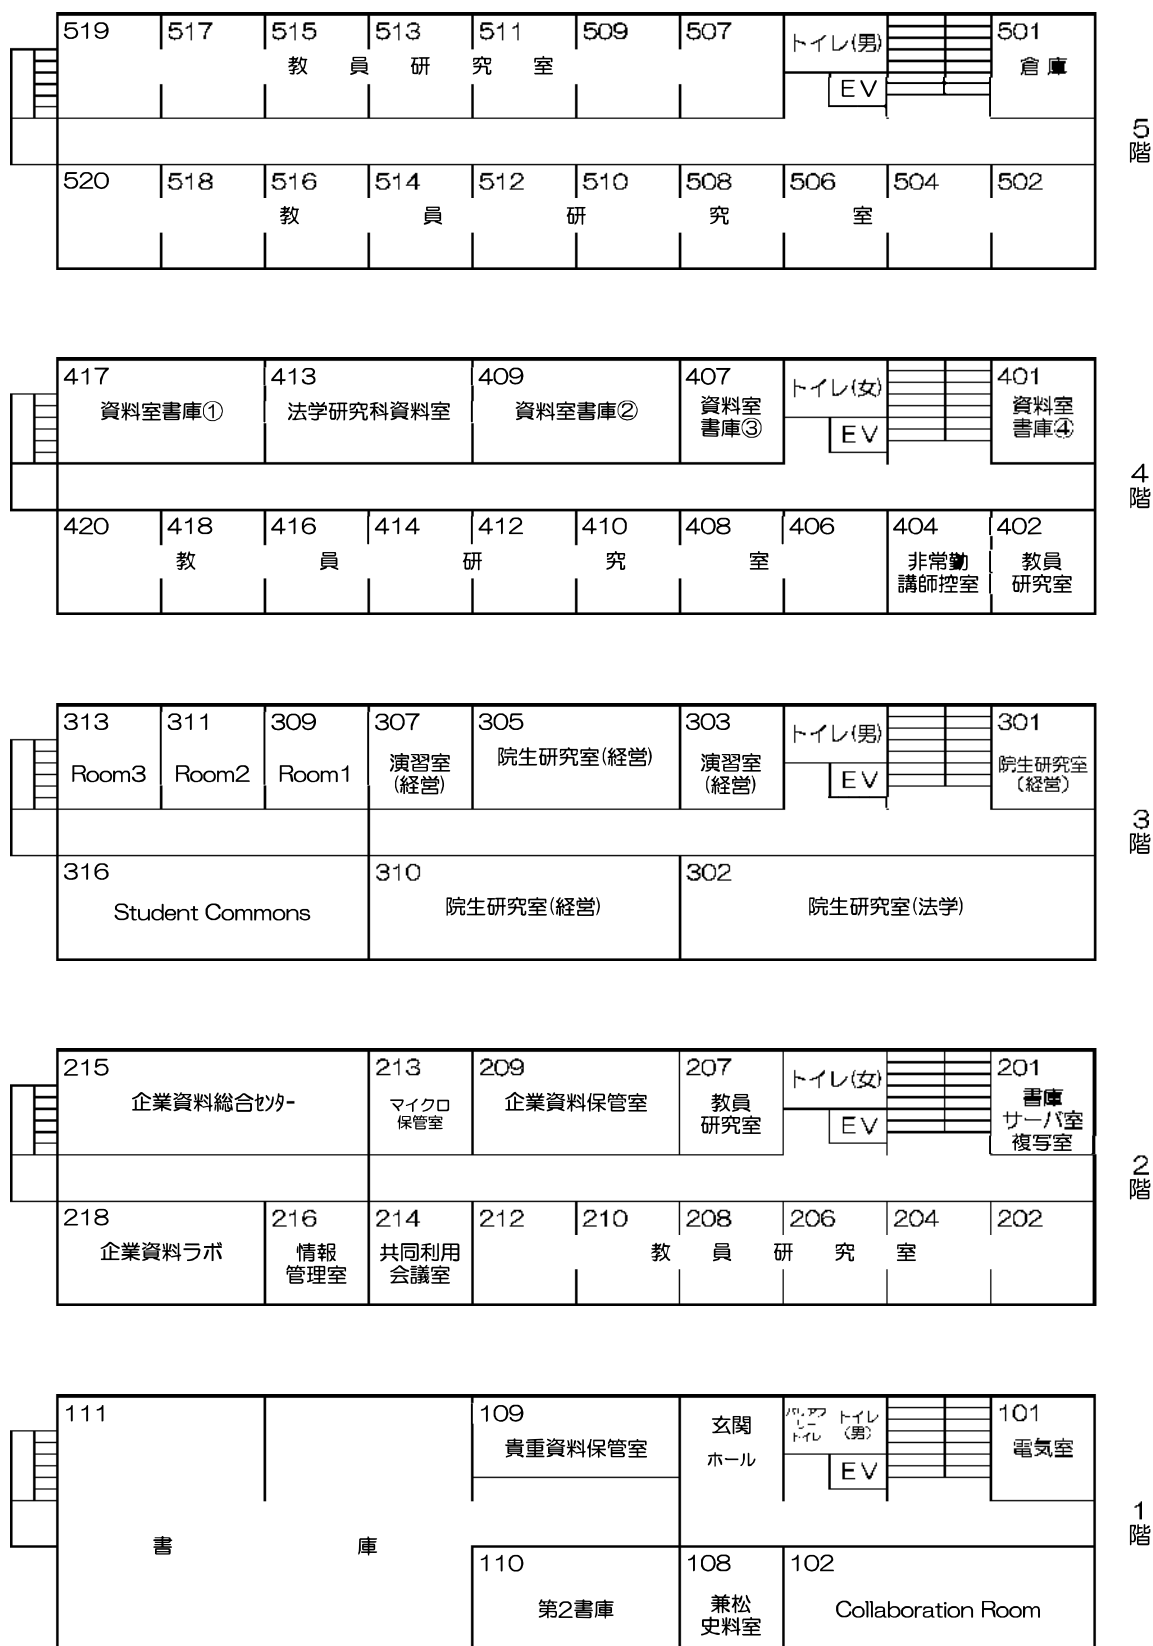 519 517 515 513 511 509 507 トイレ(男) 501
教員研究室 倉庫
EV
5階
520 518 516 514 512 510 508 506 504 502
教員研究室
417 413 409 407 トイレ(女) 401
資料室書庫① 法学研究科資料室 資料室書庫② 資料室 資料室
書庫③ EV 書庫④
4階
420 418 416 414 412 410 408 406 404 402
教員研究室 非常勤 教員
講師控室 研究室
313 311 309 307 305 303 トイレ(男) 301
Room3 Room2 Room1 演習室 院生研究室(経営) 演習室 院生研究室
(経営) (経営) EV (経営)
3階
316 310 302
Student Commons 院生研究室(経営) 院生研究室(法学)
215 213 209 207 トイレ(女) 201
企業資料総合センター マイクロ 企業資料保管室 教員 書庫
保管室 研究室 EV サーバ室
複写室
2階
218 216 214 212 210 208 206 204 202
企業資料ラボ 情報 共同利用 教員研究室
管理室 会議室
111 109 玄関 バリアフ トイレ 101
貴重資料保管室 ホール リー (男) 電気室
トイレ EV
1階
書庫
110 108 102
第2書庫 兼松 Collaboration Room
史料室